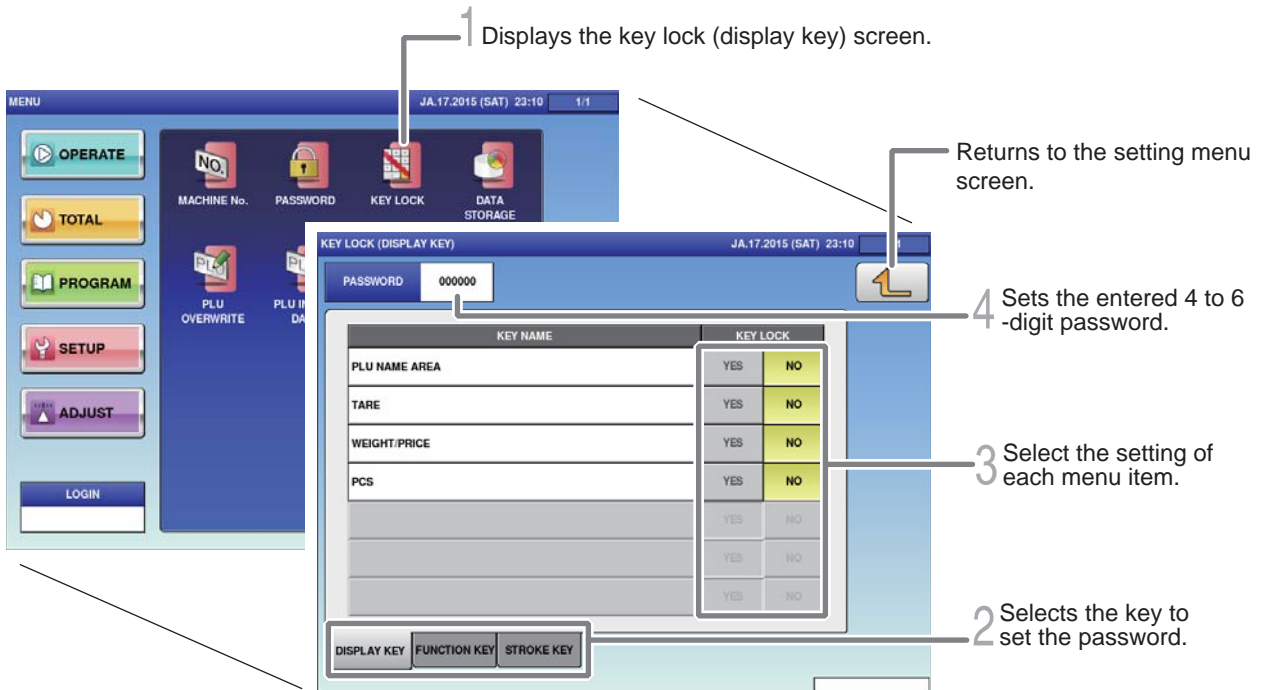 1 Displays the key lock (display key) screen.
MENU JA.17.2015 (SAT) 23:10 1/1
OPERATE
TOTAL
PROGRAM
SETUP
ADJUST
LOGIN
NO.
MACHINE No. PASSWORD KEY LOCK DATA
STORAGE
PLU
PLU
OVERWRITE
Returns to the setting menu
screen.
KEY LOCK (DISPLAY KEY) JA.17.2015 (SAT) 23:10
PASSWORD 000000
4 Sets the entered 4 to 6
-digit password.
KEY NAME KEY LOCK
PLU NAME AREA YES NO
TARE YES NO
WEIGHT/PRICE YES NO
PCS YES NO
YES NO
YES NO
YES NO
3 Select the setting of
each menu item.
DISPLAY KEY FUNCTION KEY STROKE KEY
2 Selects the key to
set the password.